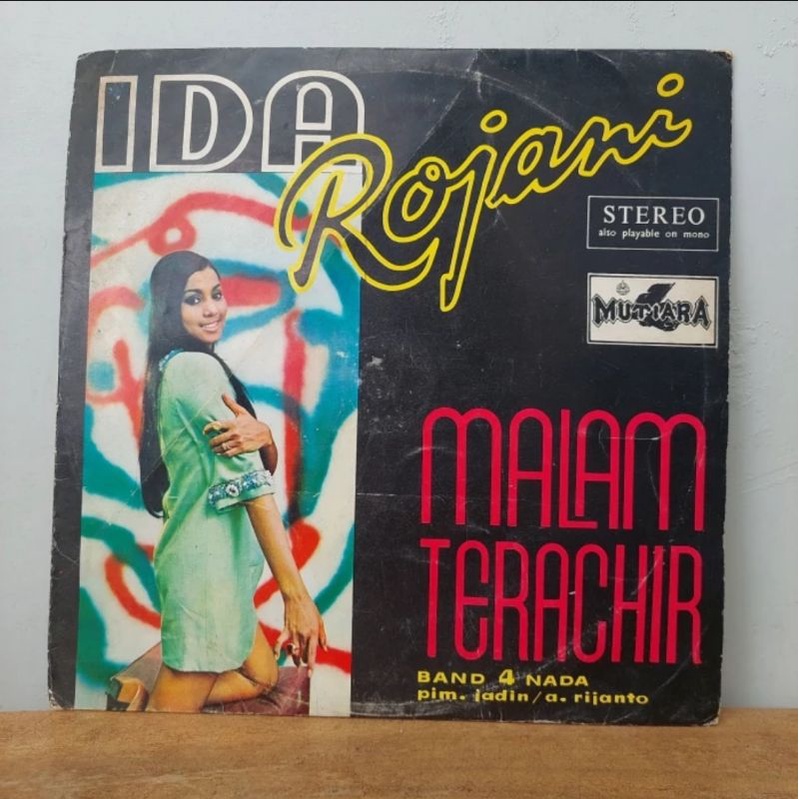 IDA
Rojani
STEREO
also playable on mono
MUTIARA
MALAM
TERACHIR
BAND 4 NADA
pim. jadin/a. rijanto